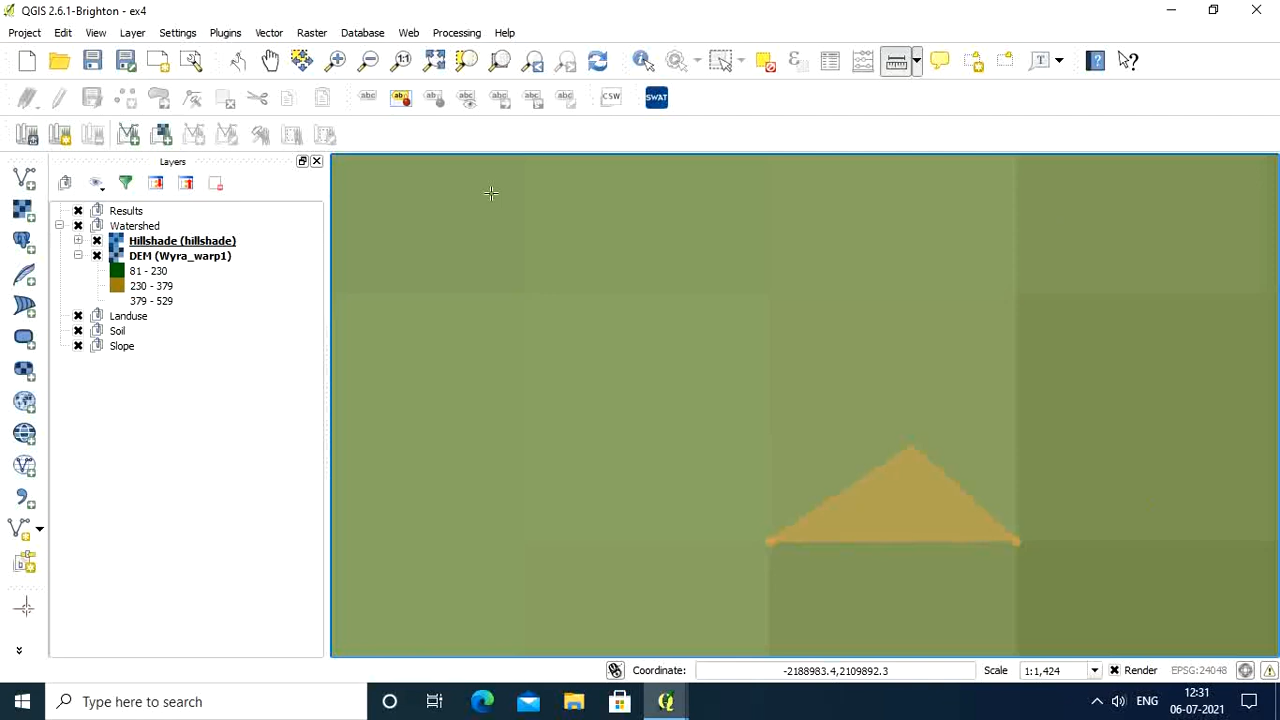 QGIS 2.6.1-Brighton - ex4
Project Edit View Layer Settings Plugins Vector Raster Database Web Processing Help
CSW SWAT
Layers
Results
Watershed
Hillshade (hillshade)
DEM (Wyra_warp1)
81 - 230
230 - 379
379 - 529
Landuse
Soil
Slope
Coordinate: -2188983.4,2109892.3 Scale 1:1,424 Render EPSG:24048
Type here to search
ENG
12:31
06-07-2021